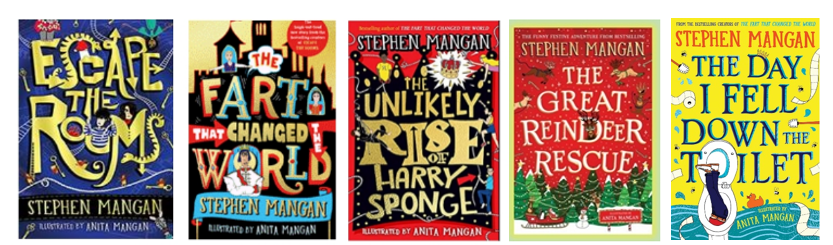 ESCAPE
THE
ROOMS
STEPHEN MANGAN
ILLUSTRATED BY ANITA MANGAN
THE
FART
THAT CHANGED THE
WORLD
STEPHEN MANGAN
ILLUSTRATED BY ANITA MANGAN
Bestselling author of THE FART THAT CHANGED THE WORLD
STEPHEN MANGAN
THE
UNLIKELY
RISE OF
HARRY
SPONGE
ILLUSTRATED BY ANITA MANGAN
THE FUNNY FESTIVE ADVENTURE FROM BESTSELLING
STEPHEN MANGAN
THE
GREAT
REINDEER
RESCUE
ILLUSTRATED BY
ANITA MANGAN
FROM THE BESTSELLING CREATORS OF THE FART THAT CHANGED THE WORLD
STEPHEN MANGAN
THE DAY
I FELL
DOWN THE
TOILET
ILLUSTRATED BY
ANITA MANGAN